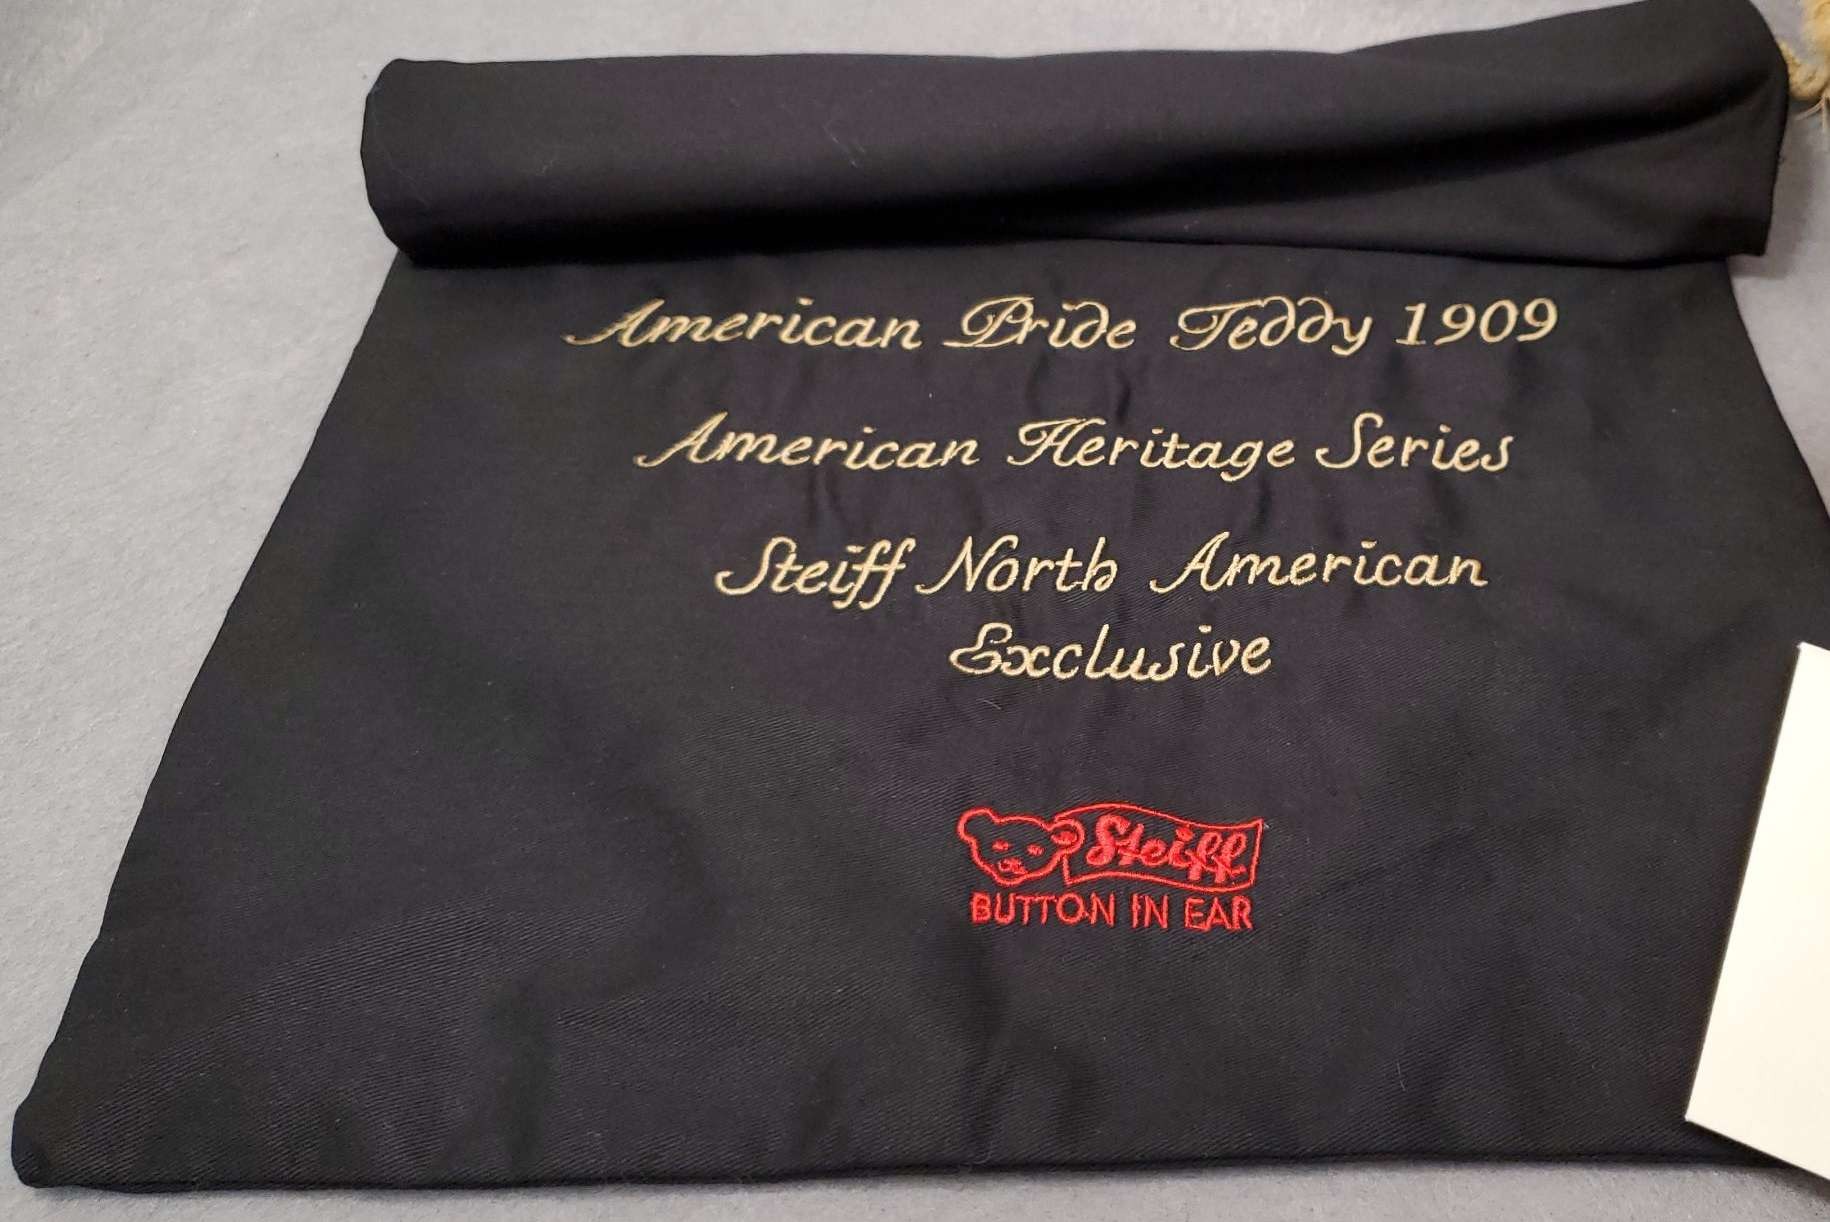 American Pride Teddy 1909
American Heritage Series
Steiff North American
Exclusive
Steiff
BUTTON IN EAR